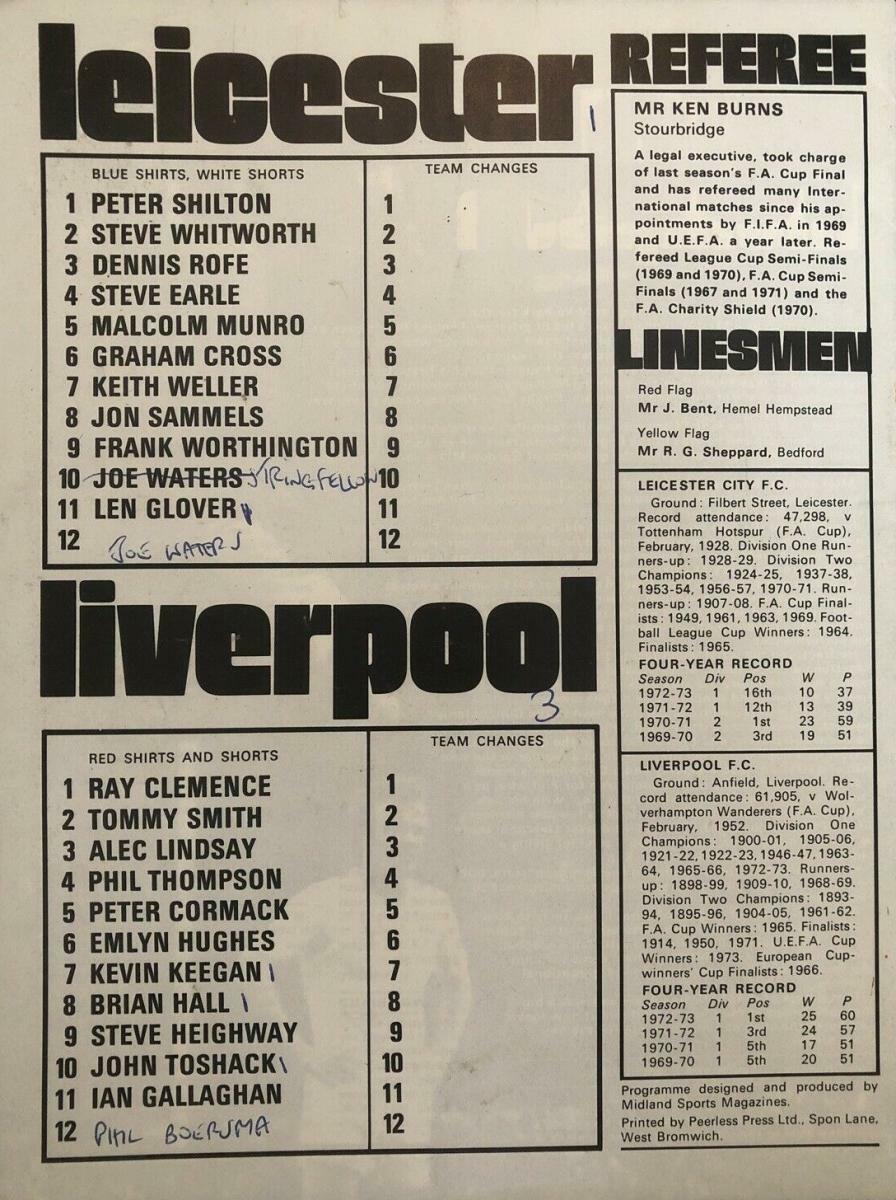 leicester 1
BLUE SHIRTS, WHITE SHORTS
1 PETER SHILTON
2 STEVE WHITWORTH
3 DENNIS ROFE
4 STEVE EARLE
5 MALCOLM MUNRO
6 GRAHAM CROSS
7 KEITH WELLER
8 JON SAMMELS
9 FRANK WORTHINGTON
10 JOE WATERS STRINGFELLOW
11 LEN GLOVER \
12 JOE WATERS
TEAM CHANGES
1
2
3
4
5
6
7
8
9
10
11
12
liverpool
3
RED SHIRTS AND SHORTS
1 RAY CLEMENCE
2 TOMMY SMITH
3 ALEC LINDSAY
4 PHIL THOMPSON
5 PETER CORMACK
6 EMLYN HUGHES
7 KEVIN KEEGAN \
8 BRIAN HALL \
9 STEVE HEIGHWAY
10 JOHN TOSHACK \
11 IAN GALLAGHAN
12 PHIL BOERSMA
TEAM CHANGES
1
2
3
4
5
6
7
8
9
10
11
12
REFEREE
MR KEN BURNS
Stourbridge
A legal executive, took charge
of last season's F.A. Cup Final
and has refereed many Inter-
national matches since his ap-
pointments by F.I.F.A. in 1969
and U.E.F.A. a year later. Re-
fereed League Cup Semi-Finals
(1969 and 1970), F.A. Cup Semi-
Finals (1967 and 1971) and the
F.A. Charity Shield (1970).
LINESMEN
Red Flag
Mr J. Bent, Hemel Hempstead
Yellow Flag
Mr R. G. Sheppard, Bedford
LEICESTER CITY F.C.
Ground: Filbert Street, Leicester.
Record attendance: 47,298, v
Tottenham Hotspur (F.A. Cup),
February, 1928. Division One Run-
ners-up: 1928-29. Division Two
Champions: 1924-25, 1937-38,
1953-54, 1956-57, 1970-71. Run-
ners-up: 1907-08. F.A. Cup Final-
ists: 1949, 1961, 1963, 1969. Foot-
ball League Cup Winners: 1964.
Finalists: 1965.
FOUR-YEAR RECORD
Season Div Pos W P
1972-73 1 16th 10 37
1971-72 1 12th 13 39
1970-71 2 1st 23 59
1969-70 2 3rd 19 51
LIVERPOOL F.C.
Ground: Anfield, Liverpool. Re-
cord attendance: 61,905, v Wol-
verhampton Wanderers (F.A. Cup),
February, 1952. Division One
Champions: 1900-01, 1905-06,
1921-22, 1922-23, 1946-47, 1963-
64, 1965-66, 1972-73. Runners-
up: 1898-99, 1909-10, 1968-69.
Division Two Champions: 1893-
94, 1895-96, 1904-05, 1961-62.
F.A. Cup Winners: 1965. Finalists:
1914, 1950, 1971. U.E.F.A. Cup
Winners: 1973. European Cup-
winners' Cup Finalists: 1966.
FOUR-YEAR RECORD
Season Div Pos W P
1972-73 1 1st 25 60
1971-72 1 3rd 24 57
1970-71 1 5th 17 51
1969-70 1 5th 20 51
Programme designed and produced by
Midland Sports Magazines.
Printed by Peerless Press Ltd., Spon Lane,
West Bromwich.